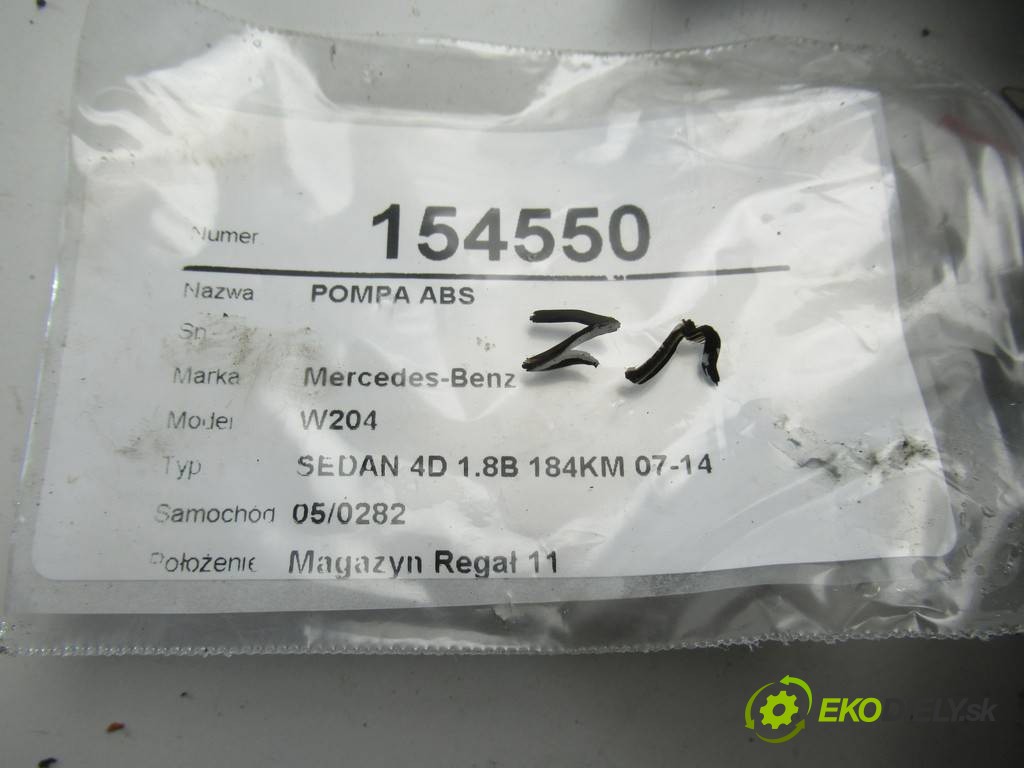 Numer 154550
Nazwa POMPA ABS
Sn
Marka Mercedes-Benz
Model W204
Typ SEDAN 4D 1.8B 184KM 07-14
Samochód 05/0282
Położenie Magazyn Regał 11
EKODIELY.sk